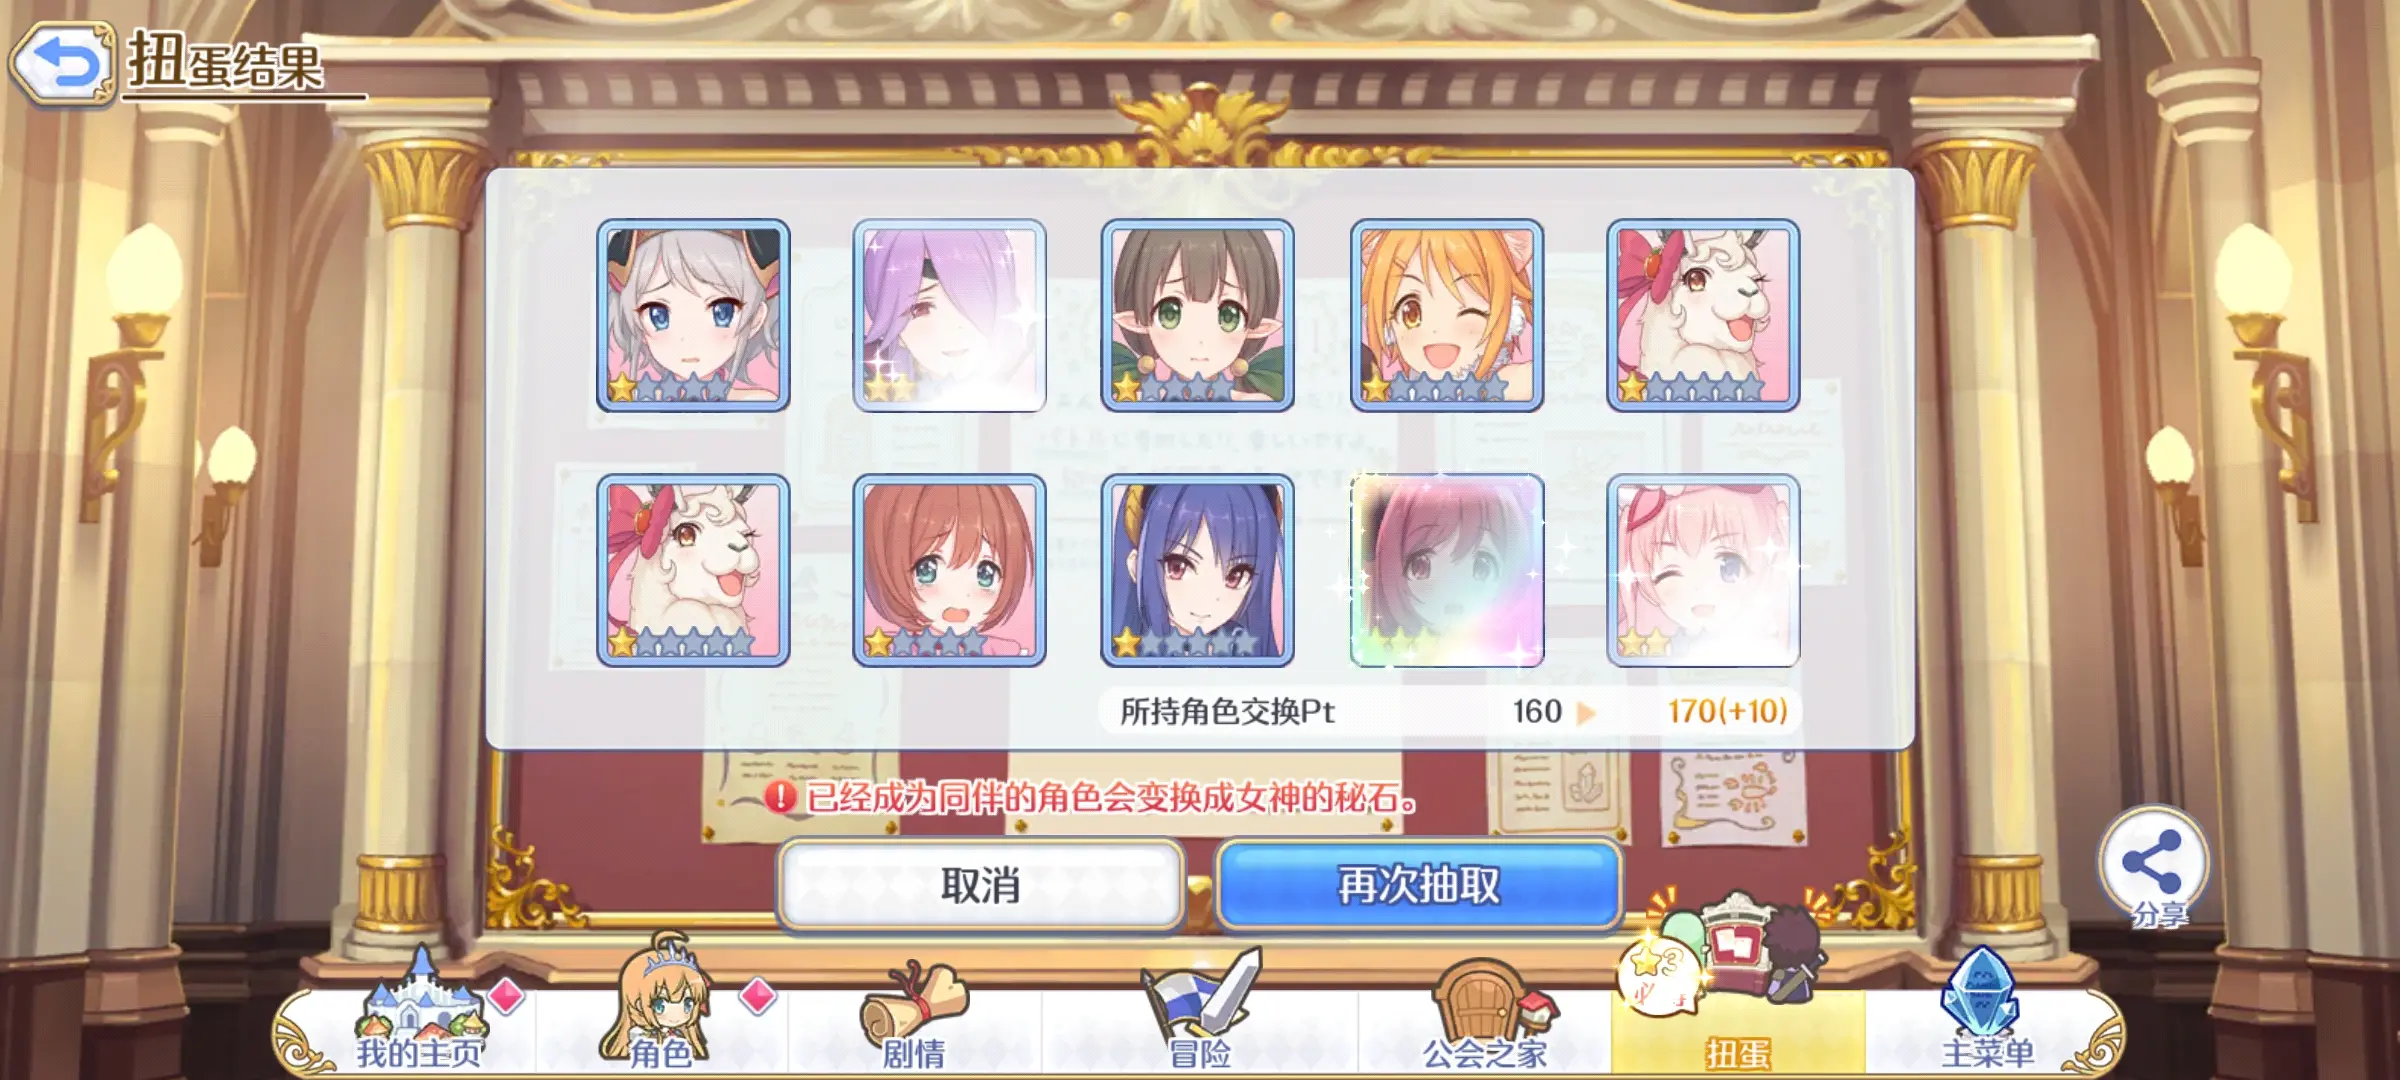 扭蛋结果
所持角色交换Pt 160 170(+10)
已经成为同伴的角色会变换成女神的秘石。
取消
再次抽取
分享
3
必得
我的主页
角色
剧情
冒险
公会之家
扭蛋
主菜单